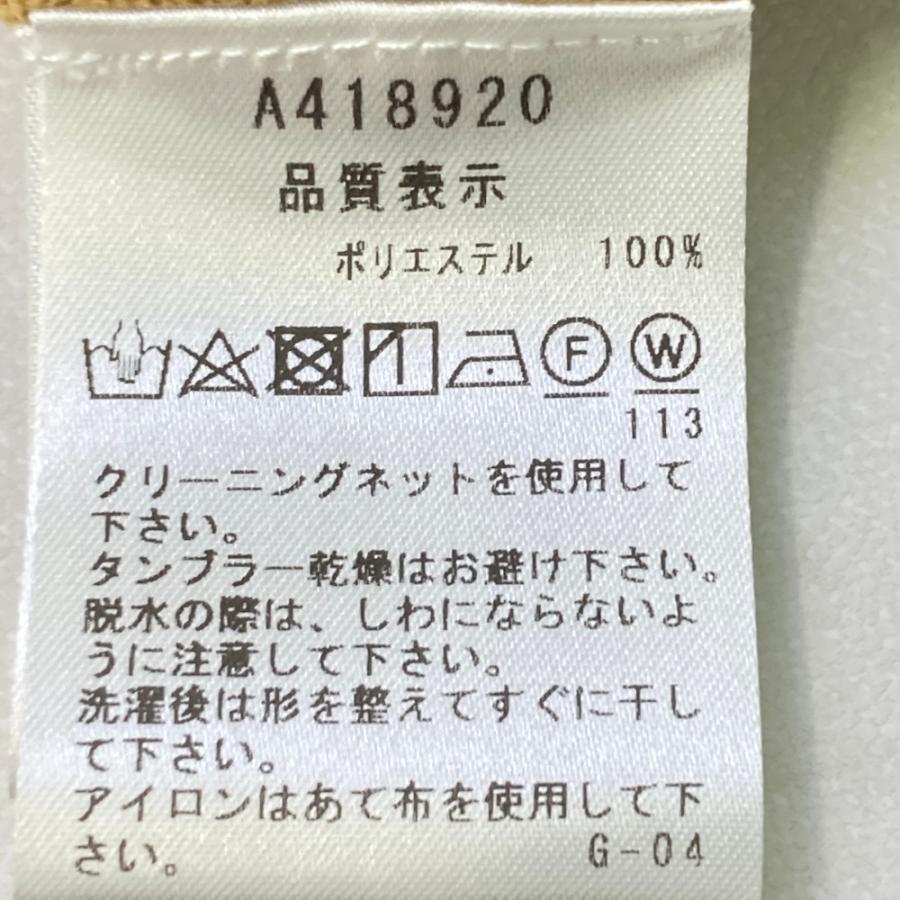 A418920
品質表示
ポリエステル 100%
F W
113
クリーニングネットを使用して
下さい。
タンブラー乾燥はお避け下さい。
脱水の際は、しわにならないよ
うに注意して下さい。
洗濯後は形を整えてすぐに干し
て下さい。
アイロンはあて布を使用して下
さい。 G-04